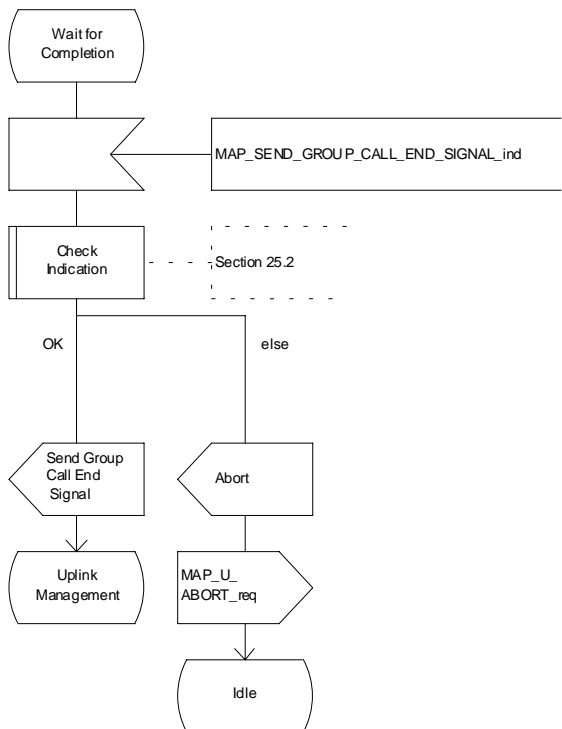 Wait for
Completion
MAP_SEND_GROUP_CALL_END_SIGNAL_ind
Check
Indication
Section 25.2
OK
else
Send Group
Call End
Signal
Abort
Uplink
Management
MAP_U_
ABORT_req
Idle